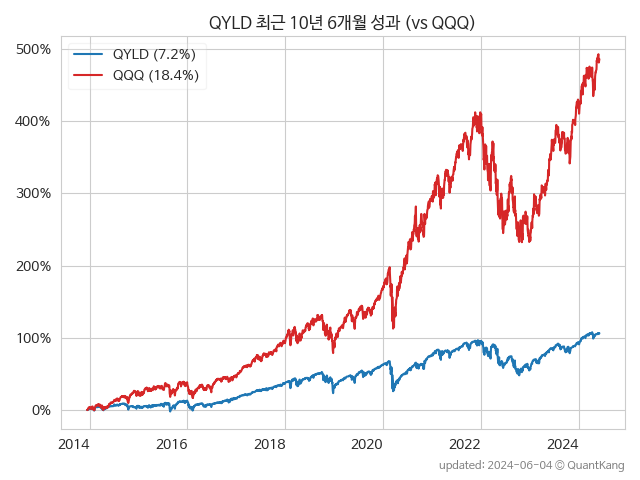 QYLD 최근 10년 6개월 성과 (vs QQQ)
QYLD (7.2%)
QQQ (18.4%)
500%
400%
300%
200%
100%
0%
2014 2016 2018 2020 2022 2024
updated: 2024-06-04 © QuantKang